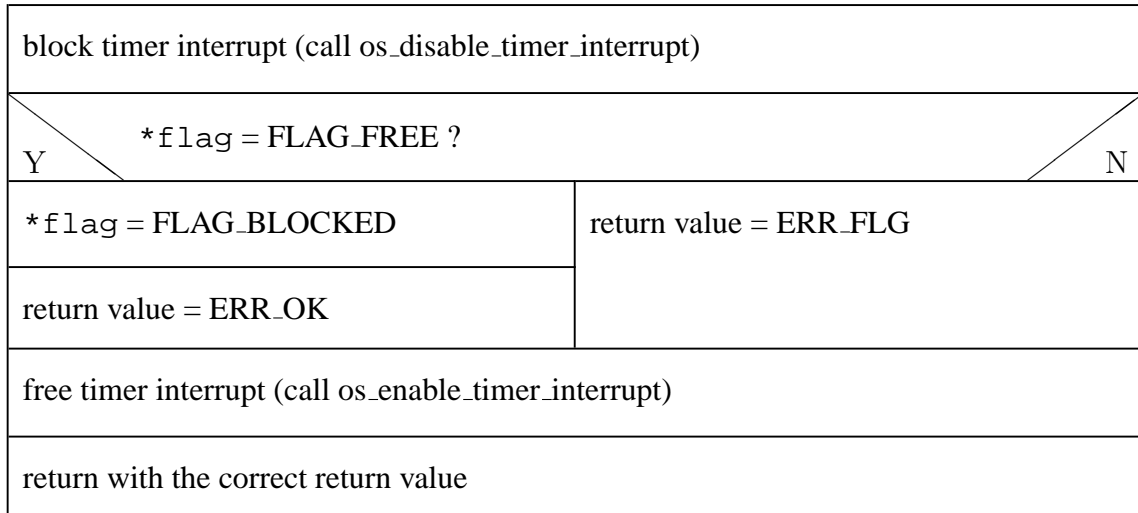 block timer interrupt (call os_disable_timer_interrupt)
*flag = FLAG_FREE ?
Y
N
*flag = FLAG_BLOCKED
return value = ERR_FLG
return value = ERR_OK
free timer interrupt (call os_enable_timer_interrupt)
return with the correct return value